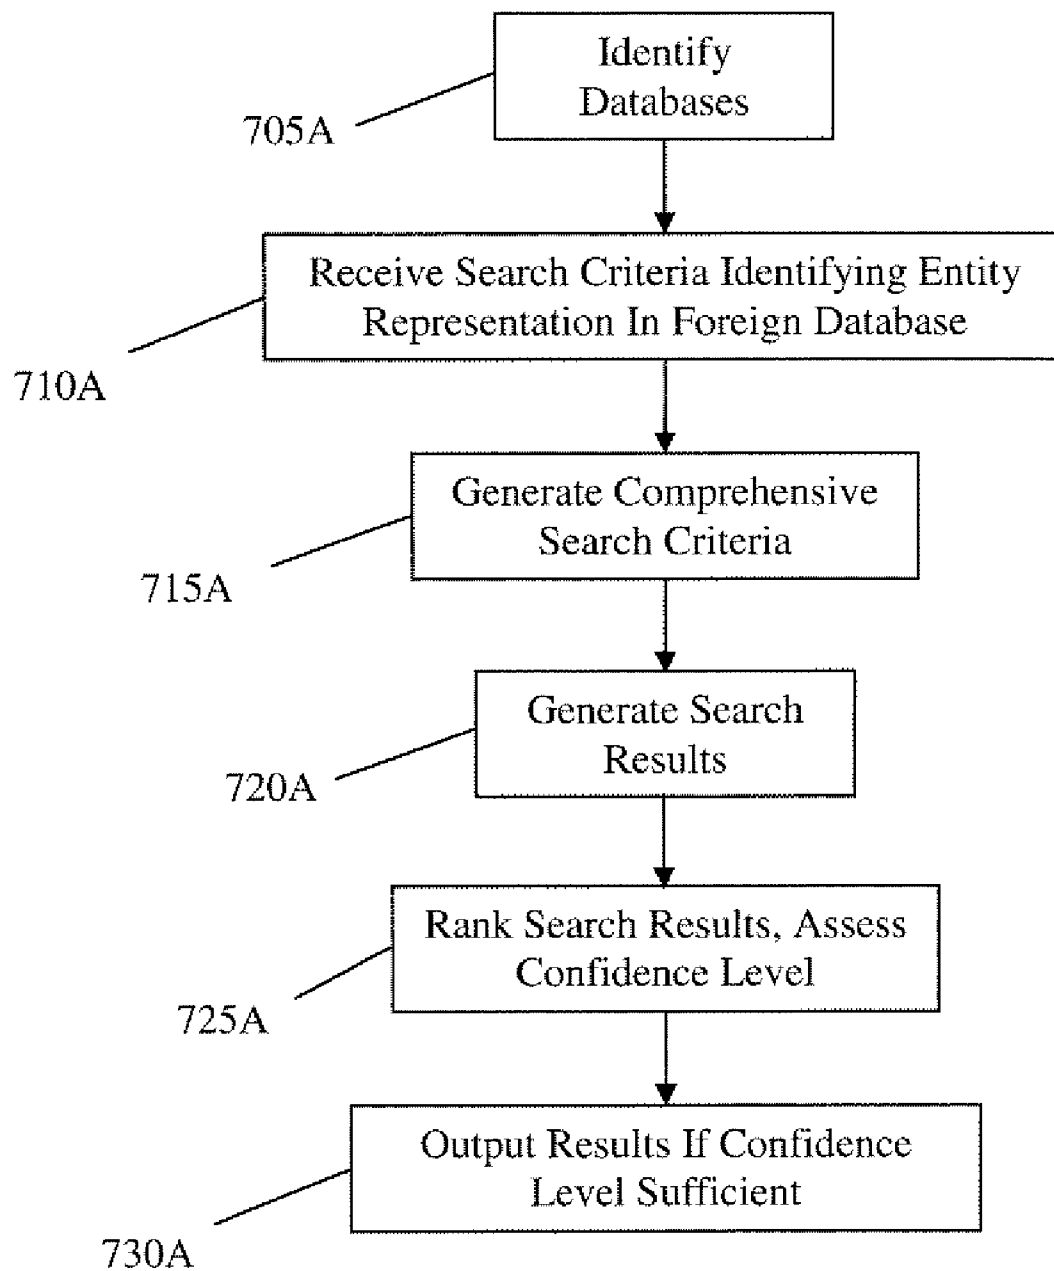 Identify
Databases
705A
Receive Search Criteria Identifying Entity
Representation In Foreign Database
710A
Generate Comprehensive
Search Criteria
715A
Generate Search
Results
720A
Rank Search Results, Assess
Confidence Level
725A
Output Results If Confidence
Level Sufficient
730A